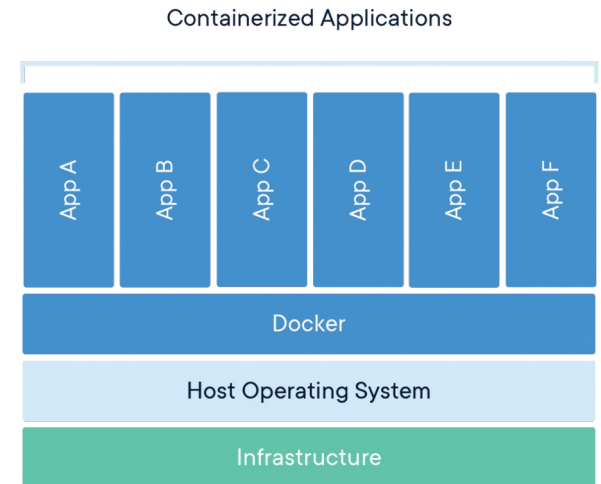 Containerized Applications
App A
App B
App C
App D
App E
App F
Docker
Host Operating System
Infrastructure